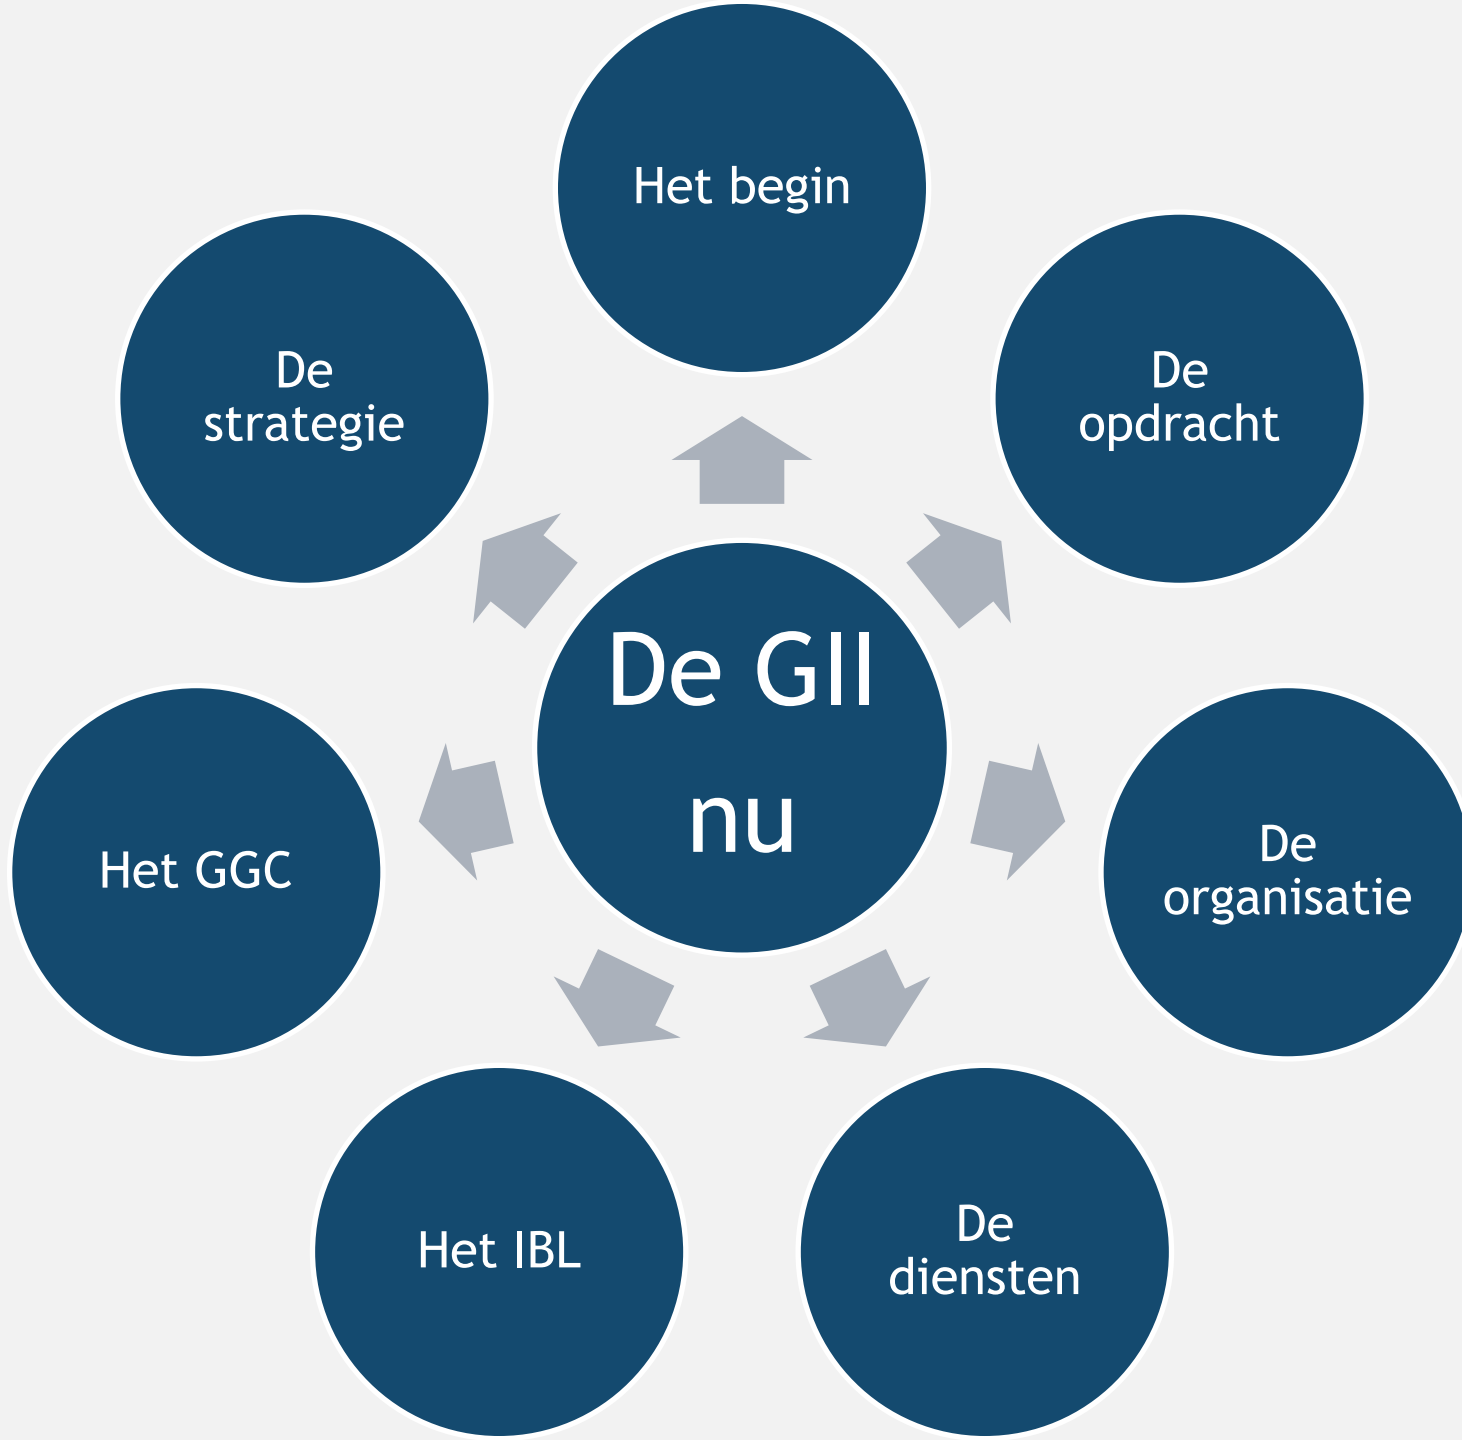 Het begin
De
opdracht
De
organisatie
De
diensten
Het IBL
Het GGC
De
strategie
De GII
nu